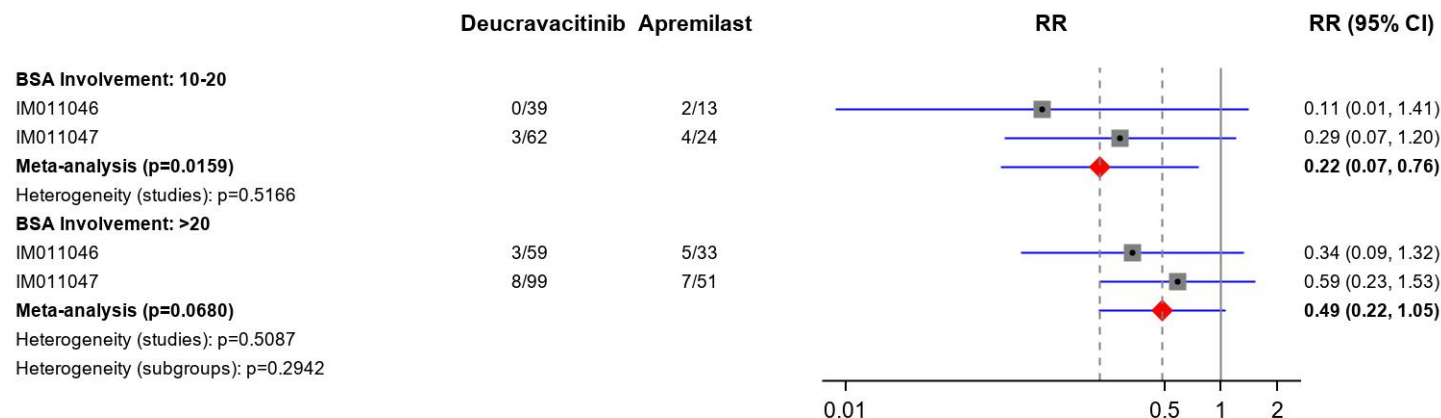 Deucravacitinib Apremilast RR RR (95% CI)
BSA Involvement: 10-20
IM011046 0/39 2/13 0.11 (0.01, 1.41)
IM011047 3/62 4/24 0.29 (0.07, 1.20)
Meta-analysis (p=0.0159) 0.22 (0.07, 0.76)
Heterogeneity (studies): p=0.5166
BSA Involvement: >20
IM011046 3/59 5/33 0.34 (0.09, 1.32)
IM011047 8/99 7/51 0.59 (0.23, 1.53)
Meta-analysis (p=0.0680) 0.49 (0.22, 1.05)
Heterogeneity (studies): p=0.5087
Heterogeneity (subgroups): p=0.2942
0.01 0.5 1 2